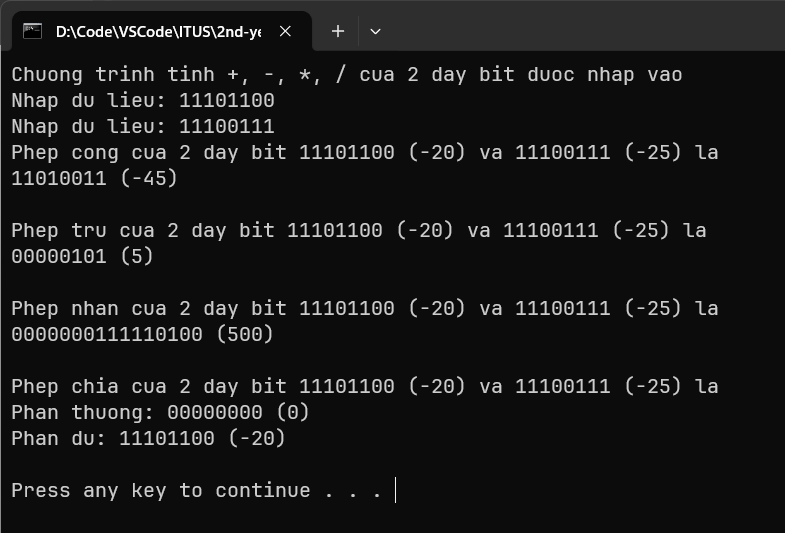 D:\Code\VSCode\ITUS\2nd-ye
Chuong trinh tinh +, -, *, / cua 2 day bit duoc nhap vao
Nhap du lieu: 11101100
Nhap du lieu: 11100111
Phep cong cua 2 day bit 11101100 (-20) va 11100111 (-25) la
11010011 (-45)
Phep tru cua 2 day bit 11101100 (-20) va 11100111 (-25) la
00000101 (5)
Phep nhan cua 2 day bit 11101100 (-20) va 11100111 (-25) la
0000000111110100 (500)
Phep chia cua 2 day bit 11101100 (-20) va 11100111 (-25) la
Phan thuong: 00000000 (0)
Phan du: 11101100 (-20)
Press any key to continue . . .